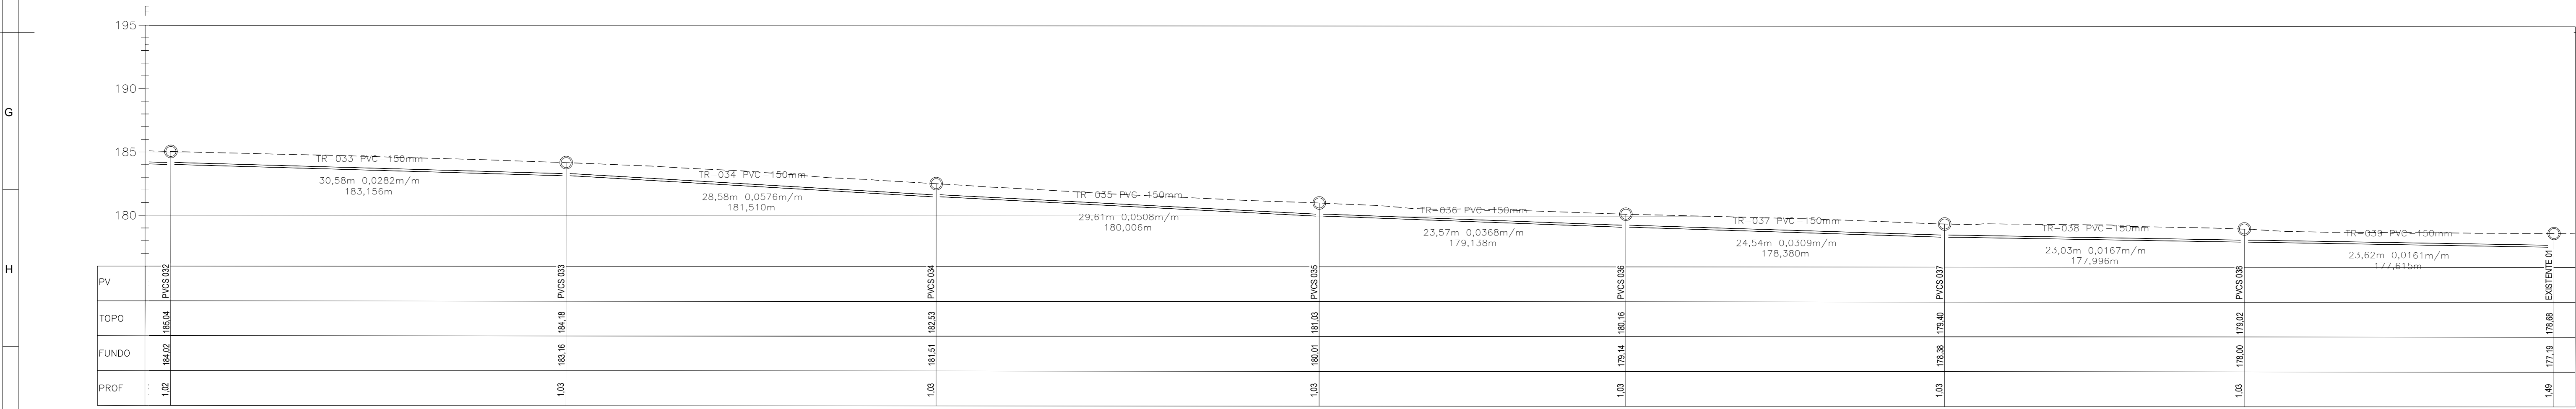 195
190
185
180
G
H
TR-033 PVC-150mm
30,58m 0,0282m/m
183,156m
TR-034 PVC-150mm
28,58m 0,0576m/m
181,510m
TR-035 PVC-150mm
29,61m 0,0508m/m
180,006m
TR-036 PVC-150mm
23,57m 0,0368m/m
179,138m
TR-037 PVC-150mm
24,54m 0,0309m/m
178,380m
TR-038 PVC-150mm
23,03m 0,0167m/m
177,996m
TR-039 PVC-150mm
23,62m 0,0161m/m
177,615m
PV PVCS 032 PVCS 033 PVCS 034 PVCS 035 PVCS 036 PVCS 037 PVCS 038 EXISTENTE 01
TOPO 185,04 184,18 182,53 181,03 180,16 179,40 179,02 178,68
FUNDO 184,02 183,16 181,51 180,01 179,14 178,38 178,00 177,19
PROF 1,02 1,03 1,03 1,03 1,03 1,03 1,03 1,49